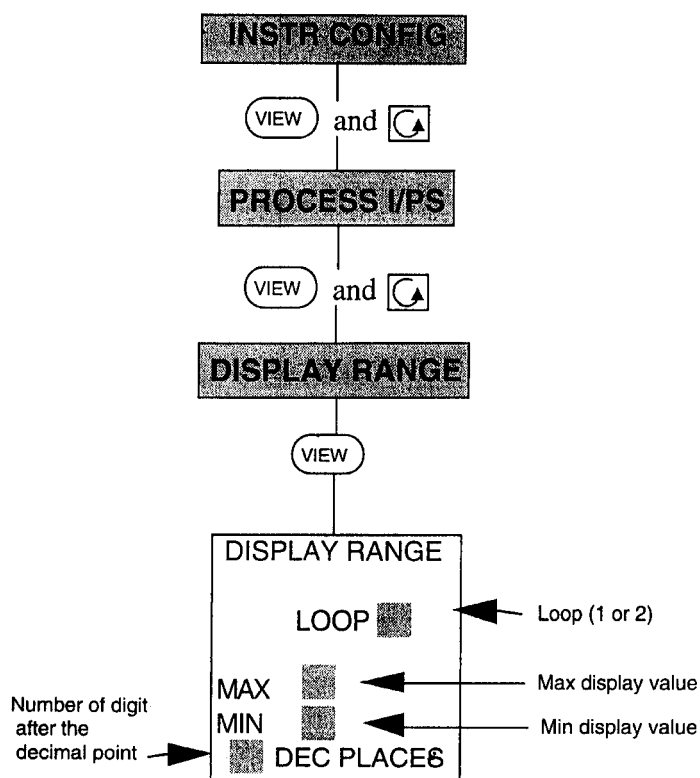 INSTR CONFIG
VIEW and
PROCESS I/PS
VIEW and
DISPLAY RANGE
VIEW
DISPLAY RANGE
LOOP
Loop (1 or 2)
MAX
Max display value
MIN
Min display value
Number of digit
after the
decimal point
DEC PLACES